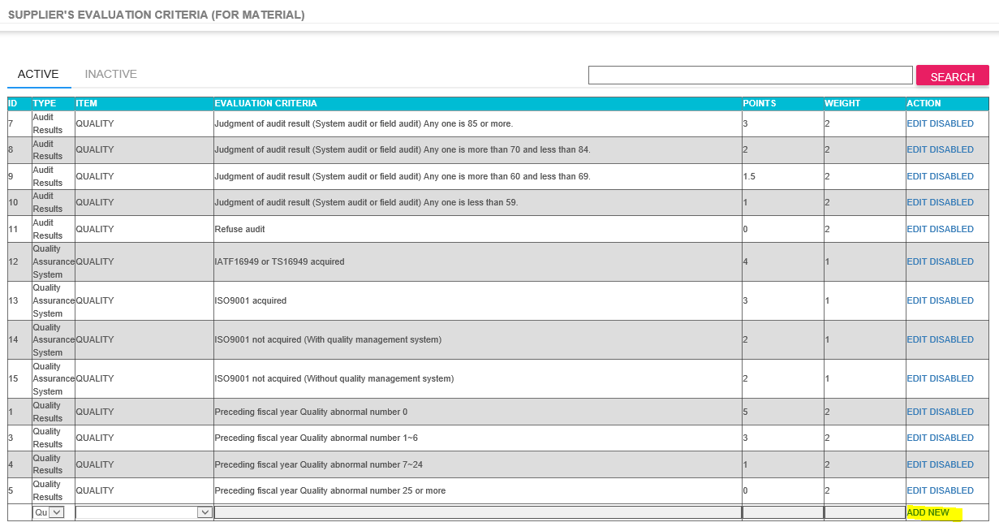 SUPPLIER'S EVALUATION CRITERIA (FOR MATERIAL)
ACTIVE INACTIVE SEARCH
ID TYPE ITEM EVALUATION CRITERIA POINTS WEIGHT ACTION
7 Audit Results QUALITY Judgment of audit result (System audit or field audit) Any one is 85 or more. 3 2 EDIT DISABLED
8 Audit Results QUALITY Judgment of audit result (System audit or field audit) Any one is more than 70 and less than 84. 2 2 EDIT DISABLED
9 Audit Results QUALITY Judgment of audit result (System audit or field audit) Any one is more than 60 and less than 69. 1.5 2 EDIT DISABLED
10 Audit Results QUALITY Judgment of audit result (System audit or field audit) Any one is less than 59. 1 2 EDIT DISABLED
11 Audit Results QUALITY Refuse audit 0 2 EDIT DISABLED
12 Quality Assurance System QUALITY IATF16949 or TS16949 acquired 4 1 EDIT DISABLED
13 Quality Assurance System QUALITY ISO9001 acquired 3 1 EDIT DISABLED
14 Quality Assurance System QUALITY ISO9001 not acquired (With quality management system) 2 1 EDIT DISABLED
15 Quality Assurance System QUALITY ISO9001 not acquired (Without quality management system) 2 1 EDIT DISABLED
1 Quality Results QUALITY Preceding fiscal year Quality abnormal number 0 5 2 EDIT DISABLED
3 Quality Results QUALITY Preceding fiscal year Quality abnormal number 1~6 3 2 EDIT DISABLED
4 Quality Results QUALITY Preceding fiscal year Quality abnormal number 7~24 1 2 EDIT DISABLED
5 Quality Results QUALITY Preceding fiscal year Quality abnormal number 25 or more 0 2 EDIT DISABLED
Qu ADD NEW